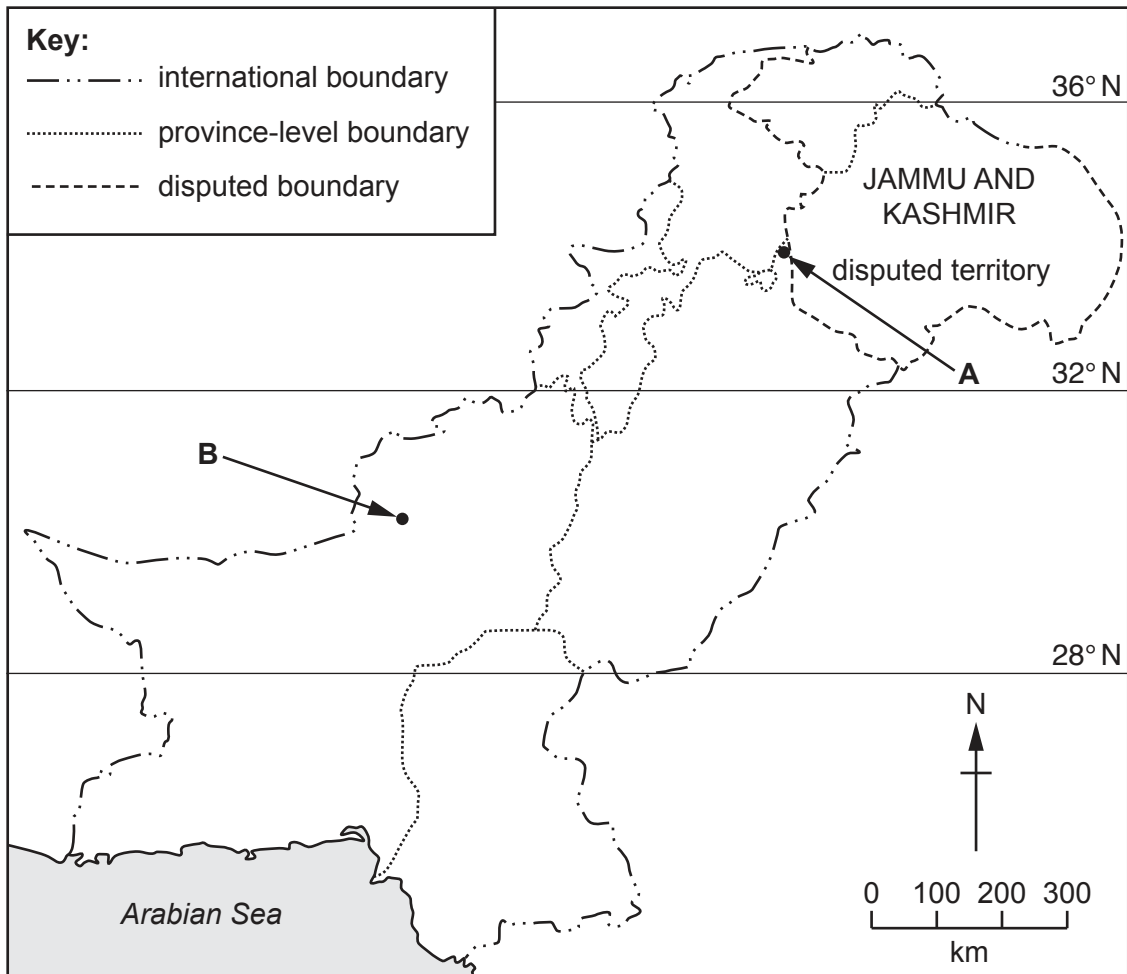 Key:
international boundary
province-level boundary
disputed boundary
36° N
JAMMU AND
KASHMIR
disputed territory
A
32° N
B
28° N
N
0 100 200 300
km
Arabian Sea